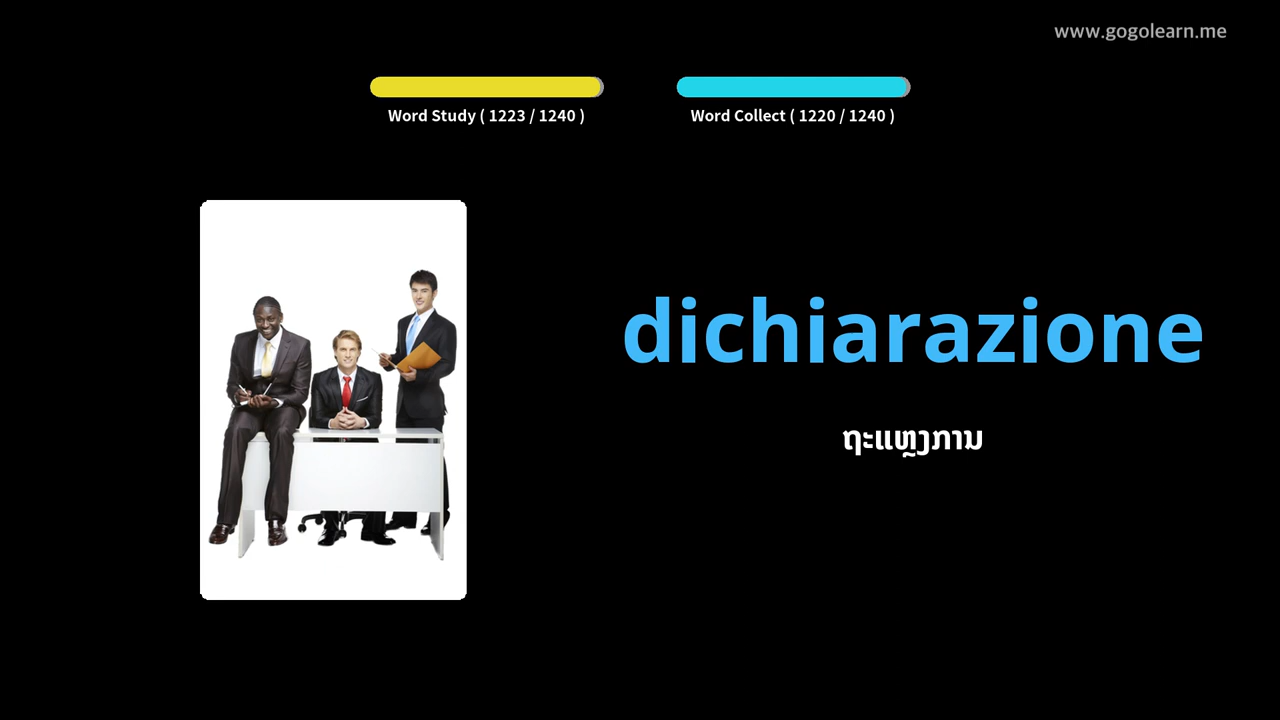 www.gogolearn.me
Word Study ( 1223 / 1240 )
Word Collect ( 1220 / 1240 )
dichiarazione
ຖະແຫຼງການ